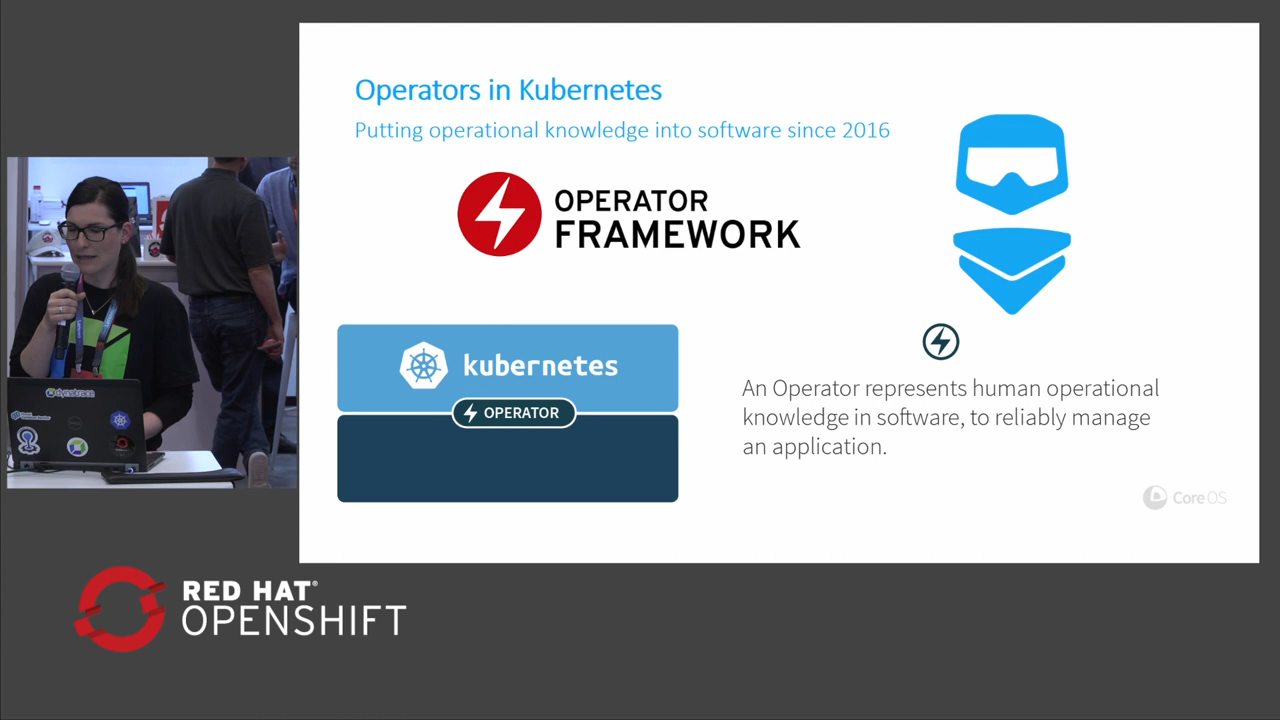 Operators in Kubernetes
Putting operational knowledge into software since 2016
OPERATOR
FRAMEWORK
kubernetes
OPERATOR
An Operator represents human operational
knowledge in software, to reliably manage
an application.
CoreOS
dynatrace
RED HAT®
OPENSHIFT